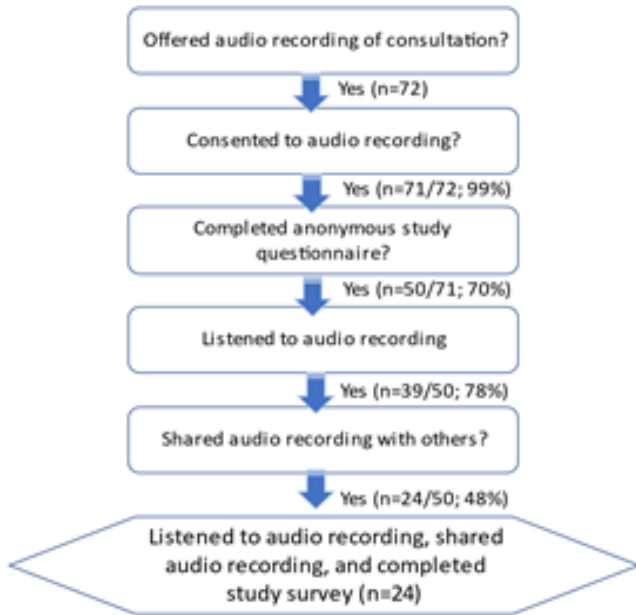 Offered audio recording of consultation?
Yes (n=72)
Consented to audio recording?
Yes (n=71/72; 99%)
Completed anonymous study
questionnaire?
Yes (n=50/71; 70%)
Listened to audio recording
Yes (n=39/50; 78%)
Shared audio recording with others?
Yes (n=24/50; 48%)
Listened to audio recording, shared
audio recording, and completed
study survey (n=24)